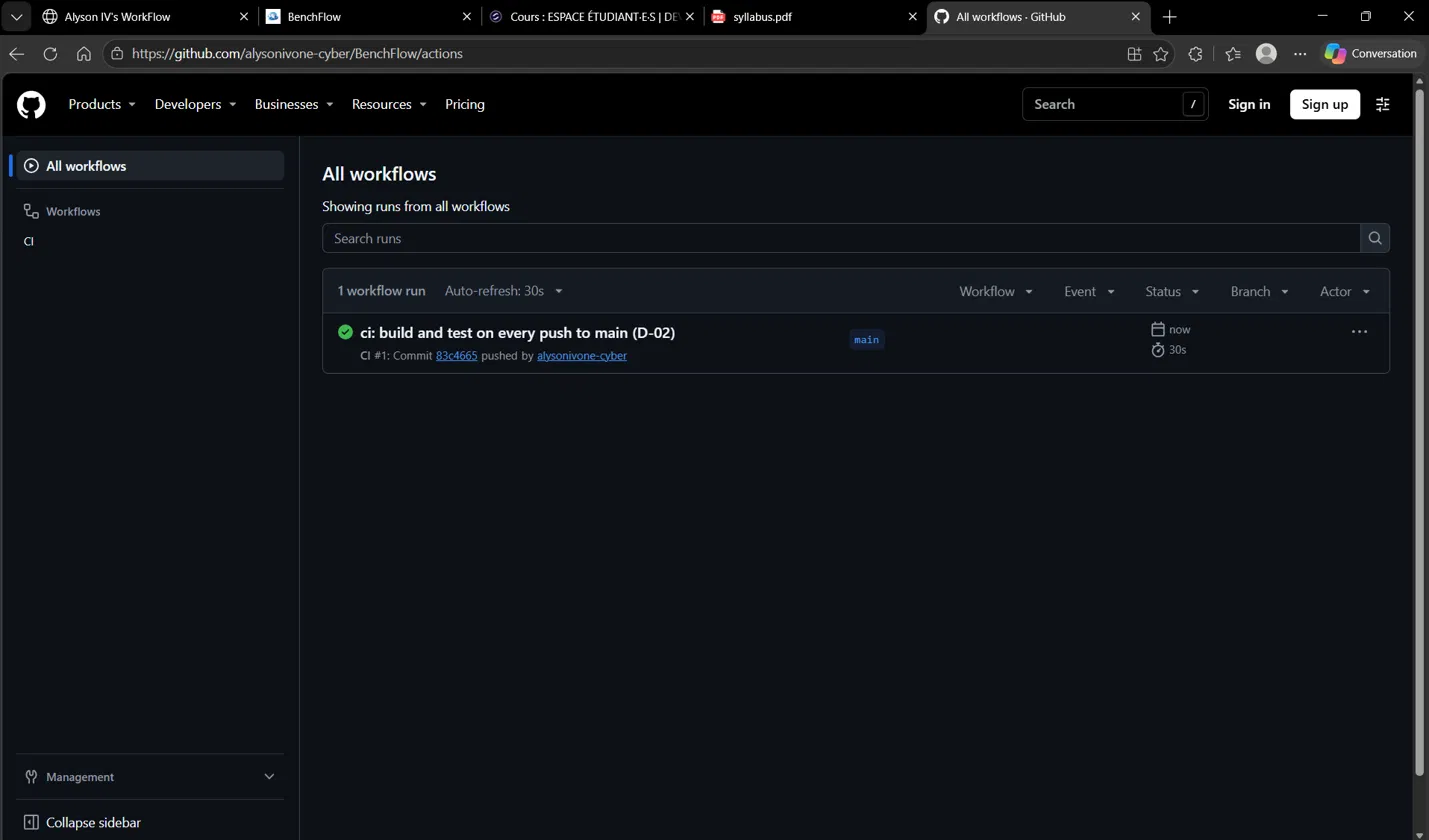 Alyson IV's WorkFlow
BenchFlow
Cours : ESPACE ÉTUDIANT·E·S | DEV
syllabus.pdf
All workflows · GitHub
https://github.com/alysonivone-cyber/BenchFlow/actions
Conversation
Products
Developers
Businesses
Resources
Pricing
Search
/
Sign in
Sign up
All workflows
Workflows
CI
All workflows
Showing runs from all workflows
Search runs
1 workflow run
Auto-refresh: 30s
Workflow
Event
Status
Branch
Actor
ci: build and test on every push to main (D-02)
CI #1: Commit 83c4665 pushed by alysonivone-cyber
main
now
30s
Management
Collapse sidebar